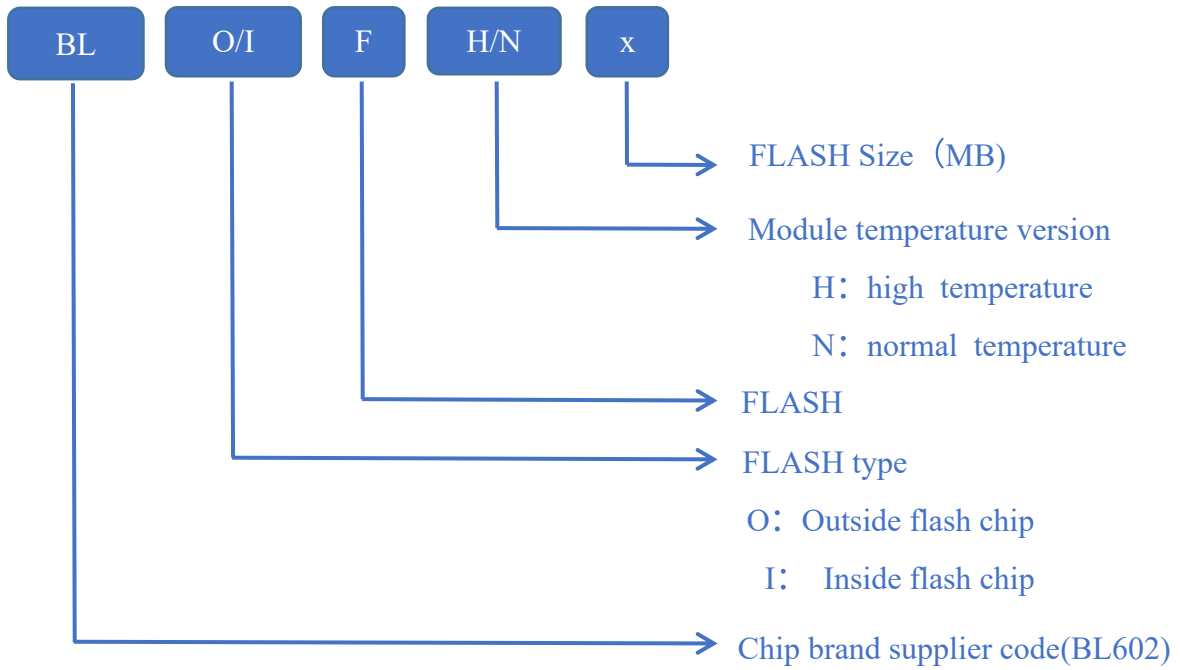 BL O/I F H/N x
FLASH Size（MB)
Module temperature version
H：high temperature
N：normal temperature
FLASH
FLASH type
O：Outside flash chip
I： Inside flash chip
Chip brand supplier code(BL602)